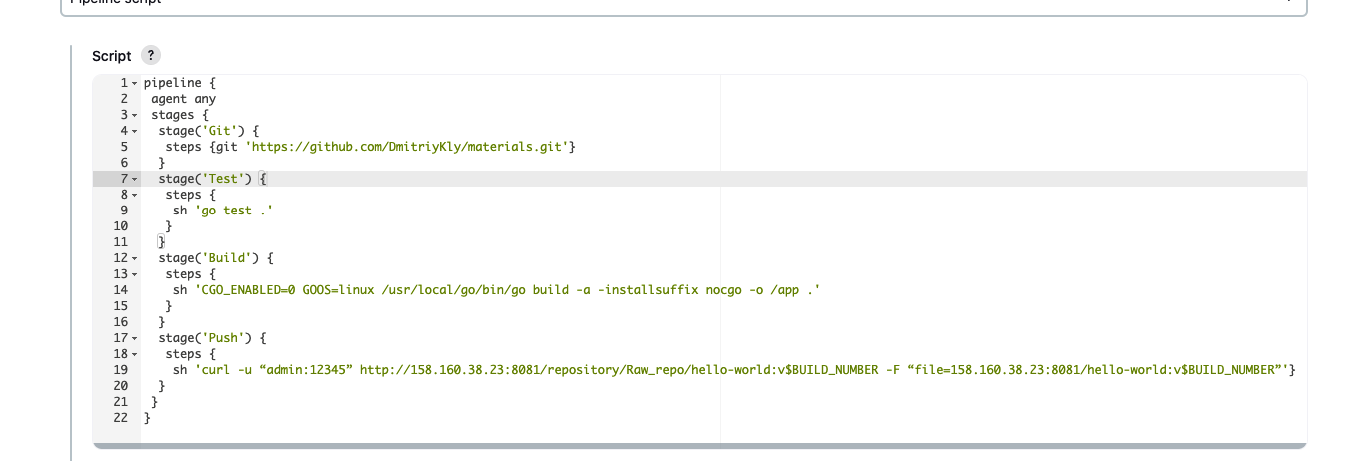 Pipeline script
Script ?
1 pipeline {
2 agent any
3 stages {
4 stage('Git') {
5 steps {git 'https://github.com/DmitriyKly/materials.git'}
6 }
7 stage('Test') {
8 steps {
9 sh 'go test .'
10 }
11 }
12 stage('Build') {
13 steps {
14 sh 'CGO_ENABLED=0 GOOS=linux /usr/local/go/bin/go build -a -installsuffix nocgo -o /app .'
15 }
16 }
17 stage('Push') {
18 steps {
19 sh 'curl -u “admin:12345” http://158.160.38.23:8081/repository/Raw_repo/hello-world:v$BUILD_NUMBER -F “file=158.160.38.23:8081/hello-world:v$BUILD_NUMBER”'}
20 }
21 }
22 }